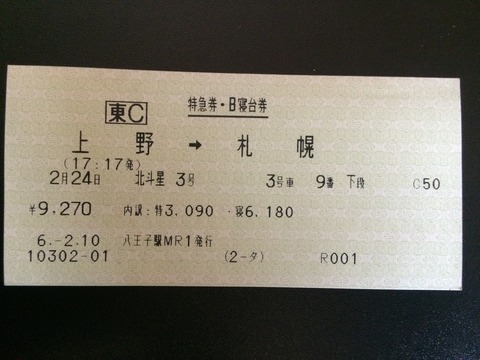 特急券・B寝台券
東C
上野 → 札幌
(17:17発)
2月24日 北斗星 3号 3号車 9番 下段 C50
¥9,270 内訳:特3,090・寝6,180
6.-2.10 八王子駅MR1発行
10302-01 (2-タ) R001